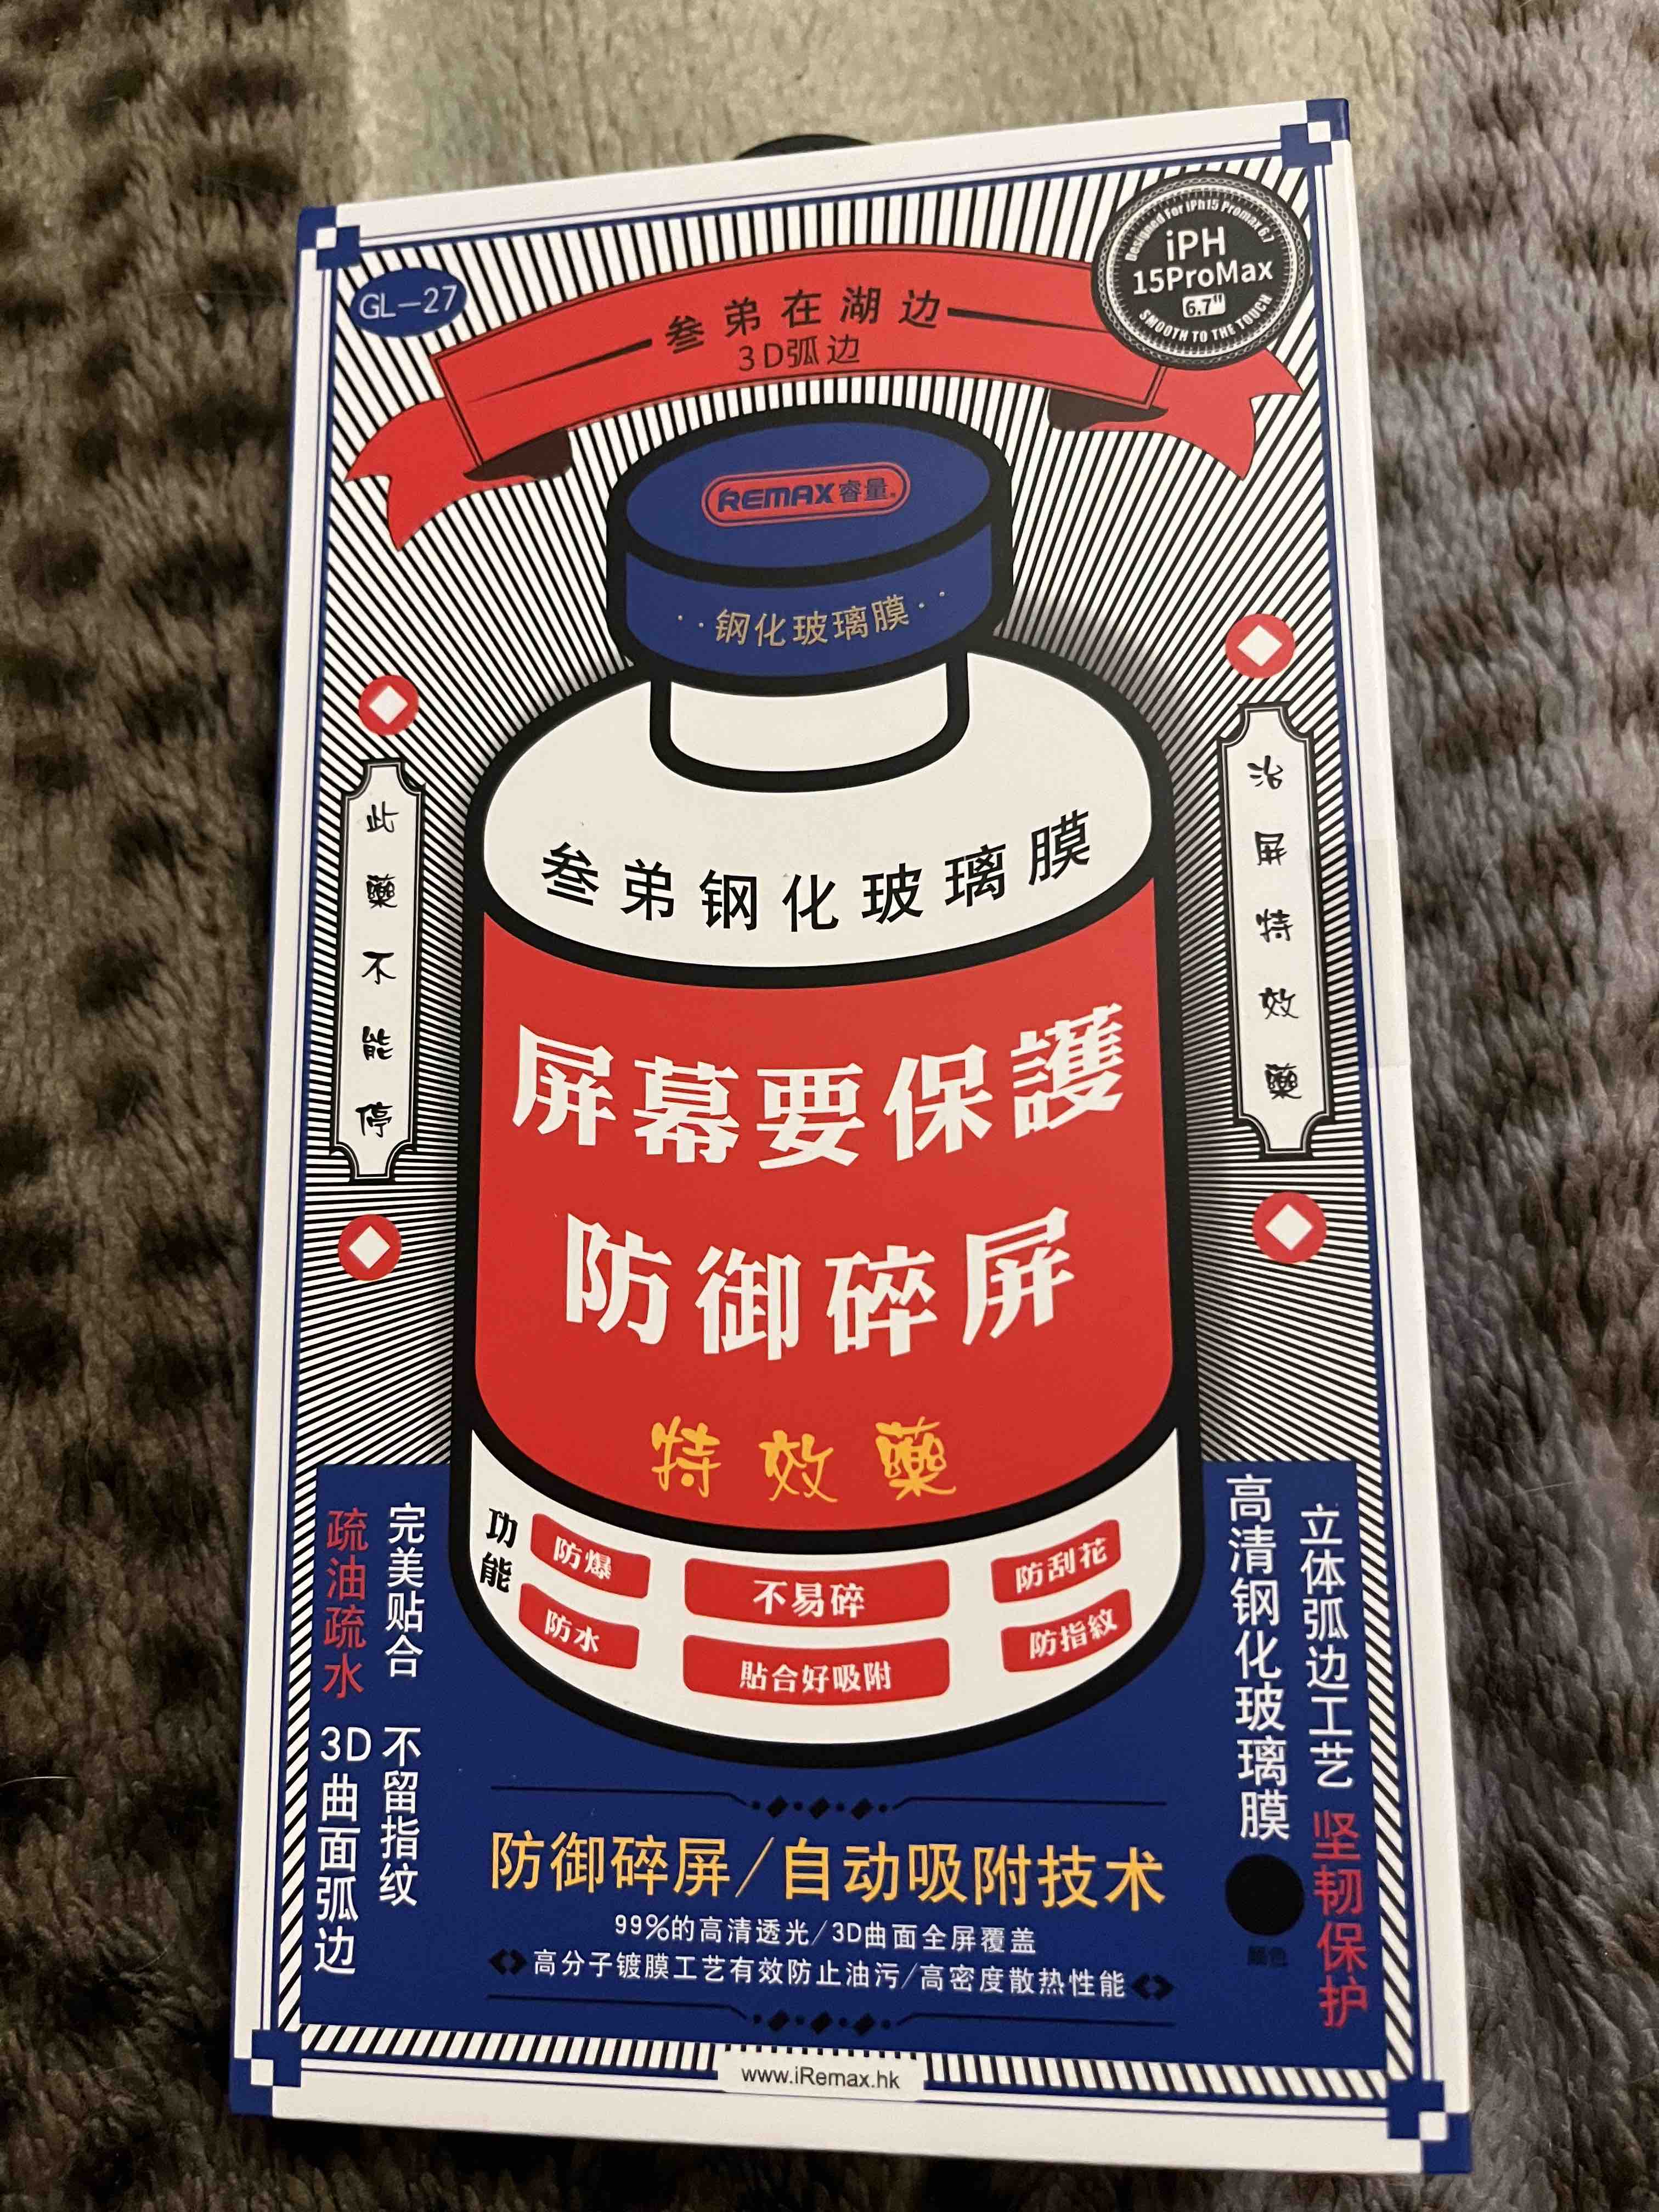 GL-27
Designed For iPh15 Promax 6.7
iPH
15ProMax
6.7"
SMOOTH TO THE TOUCH
叁弟在湖边
3D弧边
REMAX睿量
钢化玻璃膜
叁弟钢化玻璃膜
此藥不能停
治屏特效藥
屏幕要保護
防御碎屏
特效藥
功能
防爆
不易碎
防刮花
防水
貼合好吸附
防指紋
完美贴合 不留指纹
疏油疏水 3D曲面弧边
立体弧边工艺 坚韧保护
高清钢化玻璃膜
黑色
防御碎屏/自动吸附技术
99%的高清透光/3D曲面全屏覆盖
高分子镀膜工艺有效防止油污/高密度散热性能
www.iRemax.hk